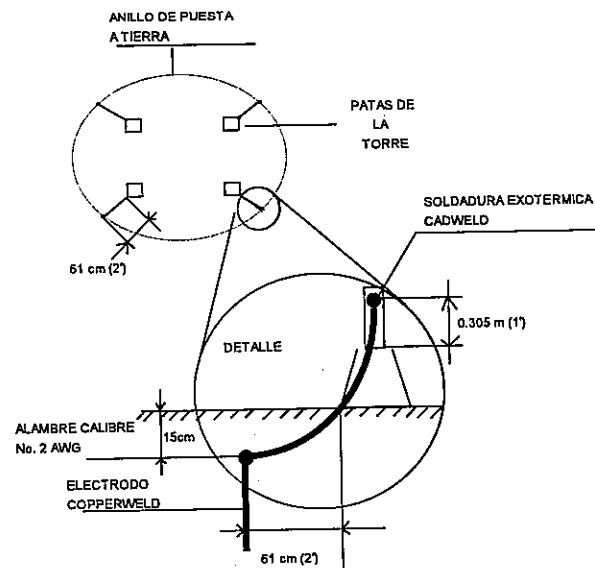 ANILLO DE PUESTA
A TIERRA
PATAS DE
LA
TORRE
SOLDADURA EXOTERMICA
CADWELD
61 cm (2')
0.305 m (1')
DETALLE
15cm
ALAMBRE CALIBRE
No. 2 AWG
ELECTRODO
COPPERWELD
61 cm (2')